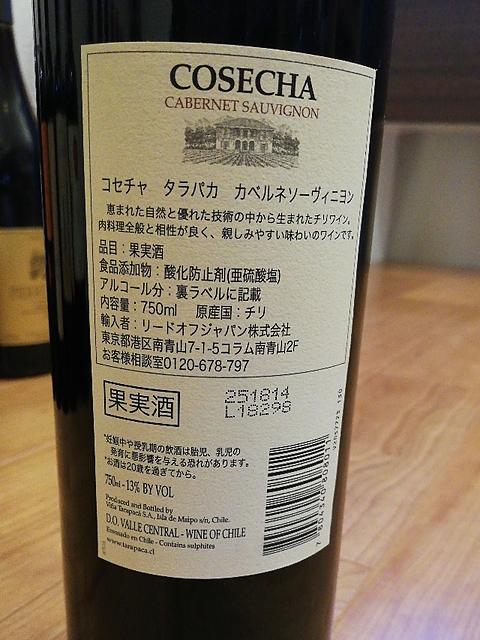 COSECHA
CABERNET SAUVIGNON
コセチャ タラパカ カベルネソーヴィニヨン
恵まれた自然と優れた技術の中から生まれたチリワイン。
肉料理全般と相性が良く、親しみやすい味わいのワインです。
品目：果実酒
食品添加物：酸化防止剤(亜硫酸塩)
アルコール分：裏ラベルに記載
内容量：750ml 原産国：チリ
輸入者：リードオフジャパン株式会社
東京都港区南青山7-1-5コラム南青山2F
お客様相談室0120-678-797
果実酒
251814
L18298
*妊娠中や授乳期の飲酒は胎児、乳児の
発育に悪影響を与える恐れがあります。
*お酒は20歳を過ぎてから。
750ml - 13% BY VOL
Produced and Bottled by
Viña Tarapacá S.A., Isla de Maipo s/n, Chile.
D.O. VALLE CENTRAL - WINE OF CHILE
Envasado en Chile - Contains sulphites
www.tarapaca.cl